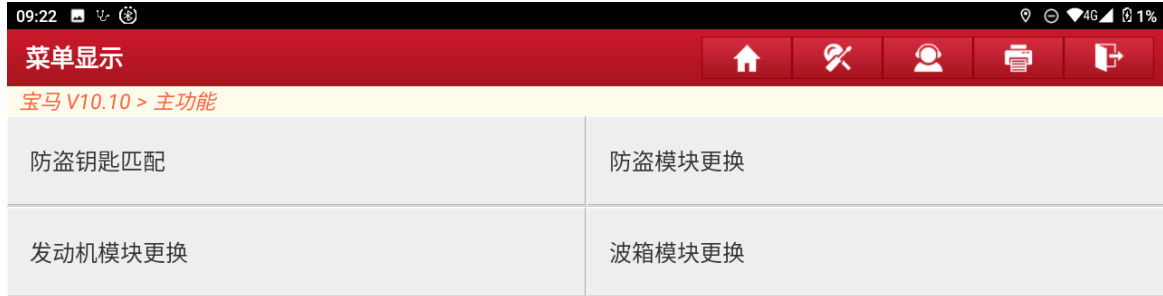 09:22 4G 1%
菜单显示
宝马 V10.10 > 主功能
防盗钥匙匹配 防盗模块更换
发动机模块更换 波箱模块更换